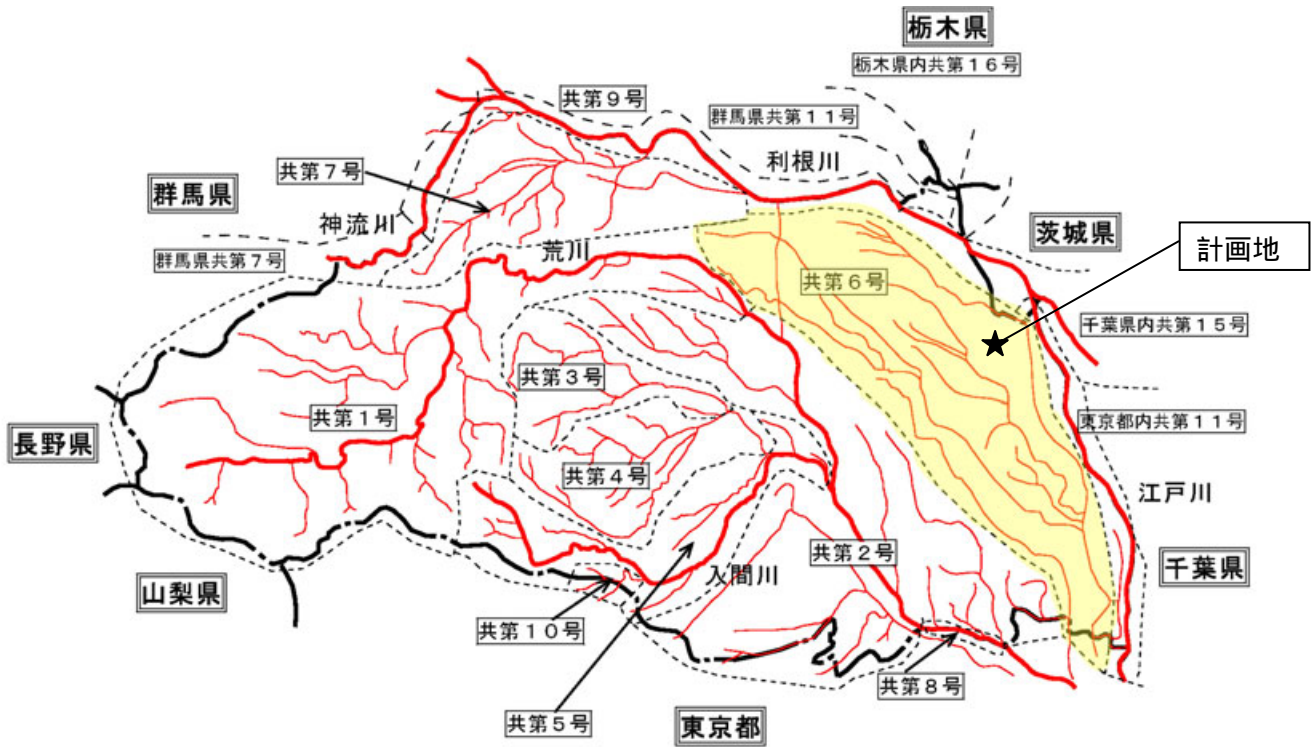 栃木県
栃木県内共第１６号
共第９号
群馬県共第１１号
利根川
共第７号
群馬県
神流川
茨城県
計画地
荒川
群馬県共第７号
共第６号
千葉県内共第１５号
共第３号
共第１号
東京都内共第１１号
長野県
共第４号
江戸川
共第２号
千葉県
入間川
山梨県
共第１０号
共第８号
共第５号
東京都